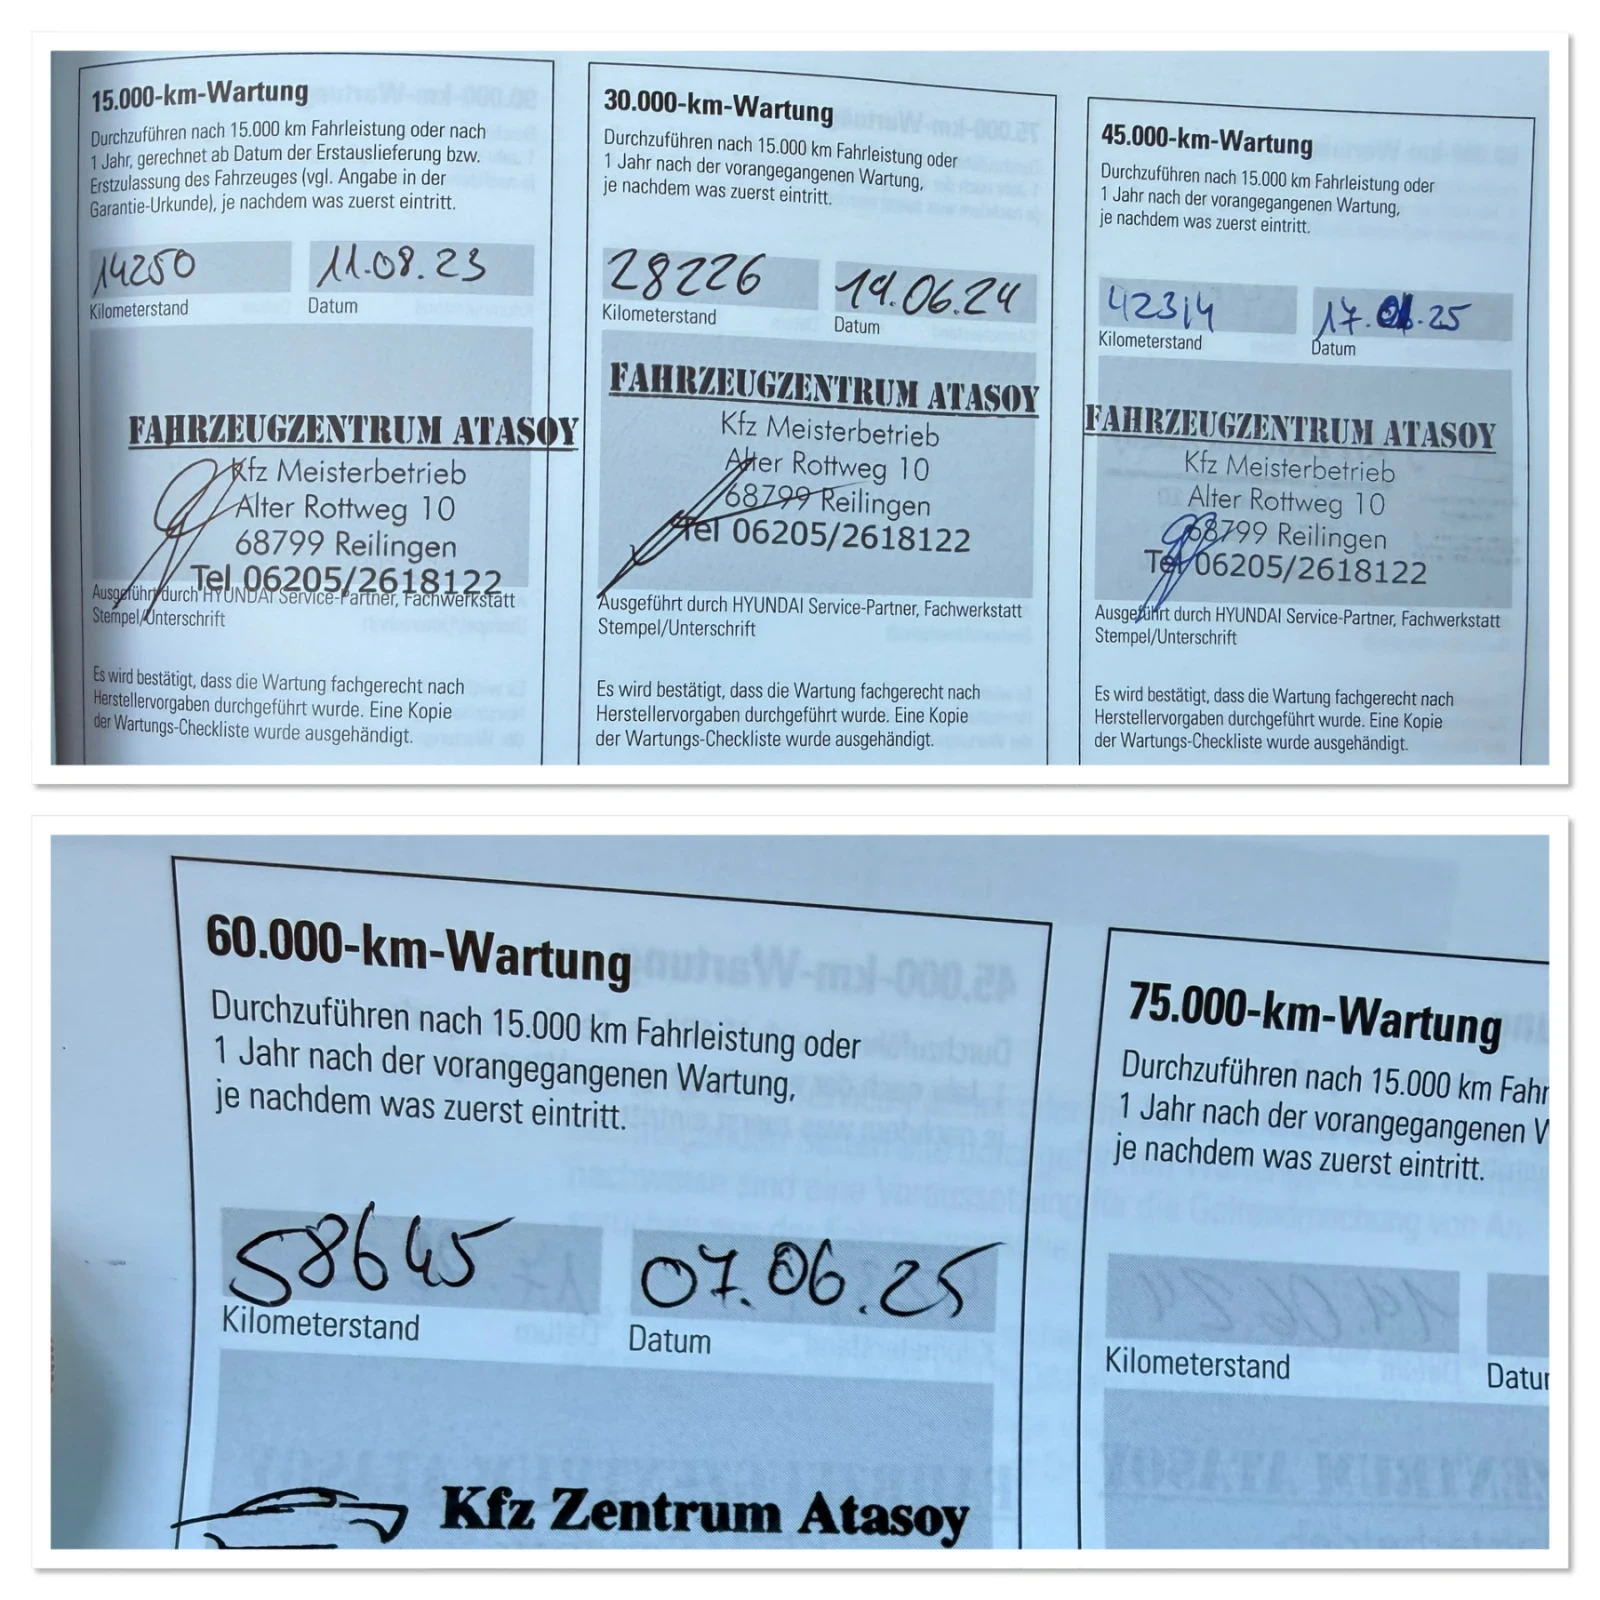 15.000-km-Wartung
Durchzuführen nach 15.000 km Fahrleistung oder nach
1 Jahr, gerechnet ab Datum der Erstauslieferung bzw.
Erstzulassung des Fahrzeuges (vgl. Angabe in der
Garantie-Urkunde), je nachdem was zuerst eintritt.
14250 11.08.23
Kilometerstand Datum
FAHRZEUGZENTRUM ATASOY
Kfz Meisterbetrieb
Alter Rottweg 10
68799 Reilingen
Tel 06205/2618122
Ausgeführt durch HYUNDAI Service-Partner, Fachwerkstatt
Stempel/Unterschrift
Es wird bestätigt, dass die Wartung fachgerecht nach
Herstellervorgaben durchgeführt wurde. Eine Kopie
der Wartungs-Checkliste wurde ausgehändigt.
30.000-km-Wartung
Durchzuführen nach 15.000 km Fahrleistung oder
1 Jahr nach der vorangegangenen Wartung,
je nachdem was zuerst eintritt.
28226 19.06.24
Kilometerstand Datum
FAHRZEUGZENTRUM ATASOY
Kfz Meisterbetrieb
Alter Rottweg 10
68799 Reilingen
Tel 06205/2618122
Ausgeführt durch HYUNDAI Service-Partner, Fachwerkstatt
Stempel/Unterschrift
Es wird bestätigt, dass die Wartung fachgerecht nach
Herstellervorgaben durchgeführt wurde. Eine Kopie
der Wartungs-Checkliste wurde ausgehändigt.
45.000-km-Wartung
Durchzuführen nach 15.000 km Fahrleistung oder
1 Jahr nach der vorangegangenen Wartung,
je nachdem was zuerst eintritt.
42314
Kilometerstand Datum
FAHRZEUGZENTRUM ATASOY
Kfz Meisterbetrieb
Alter Rottweg 10
68799 Reilingen
Tel 06205/2618122
Ausgeführt durch HYUNDAI Service-Partner, Fachwerkstatt
Stempel/Unterschrift
Es wird bestätigt, dass die Wartung fachgerecht nach
Herstellervorgaben durchgeführt wurde. Eine Kopie
der Wartungs-Checkliste wurde ausgehändigt.
60.000-km-Wartung
Durchzuführen nach 15.000 km Fahrleistung oder
1 Jahr nach der vorangegangenen Wartung,
je nachdem was zuerst eintritt.
58645 07.06.25
Kilometerstand Datum
Kfz Zentrum Atasoy
75.000-km-Wartung
Durchzuführen nach 15.000 km Fahr
1 Jahr nach der vorangegangenen W
je nachdem was zuerst eintritt.
Kilometerstand Datu